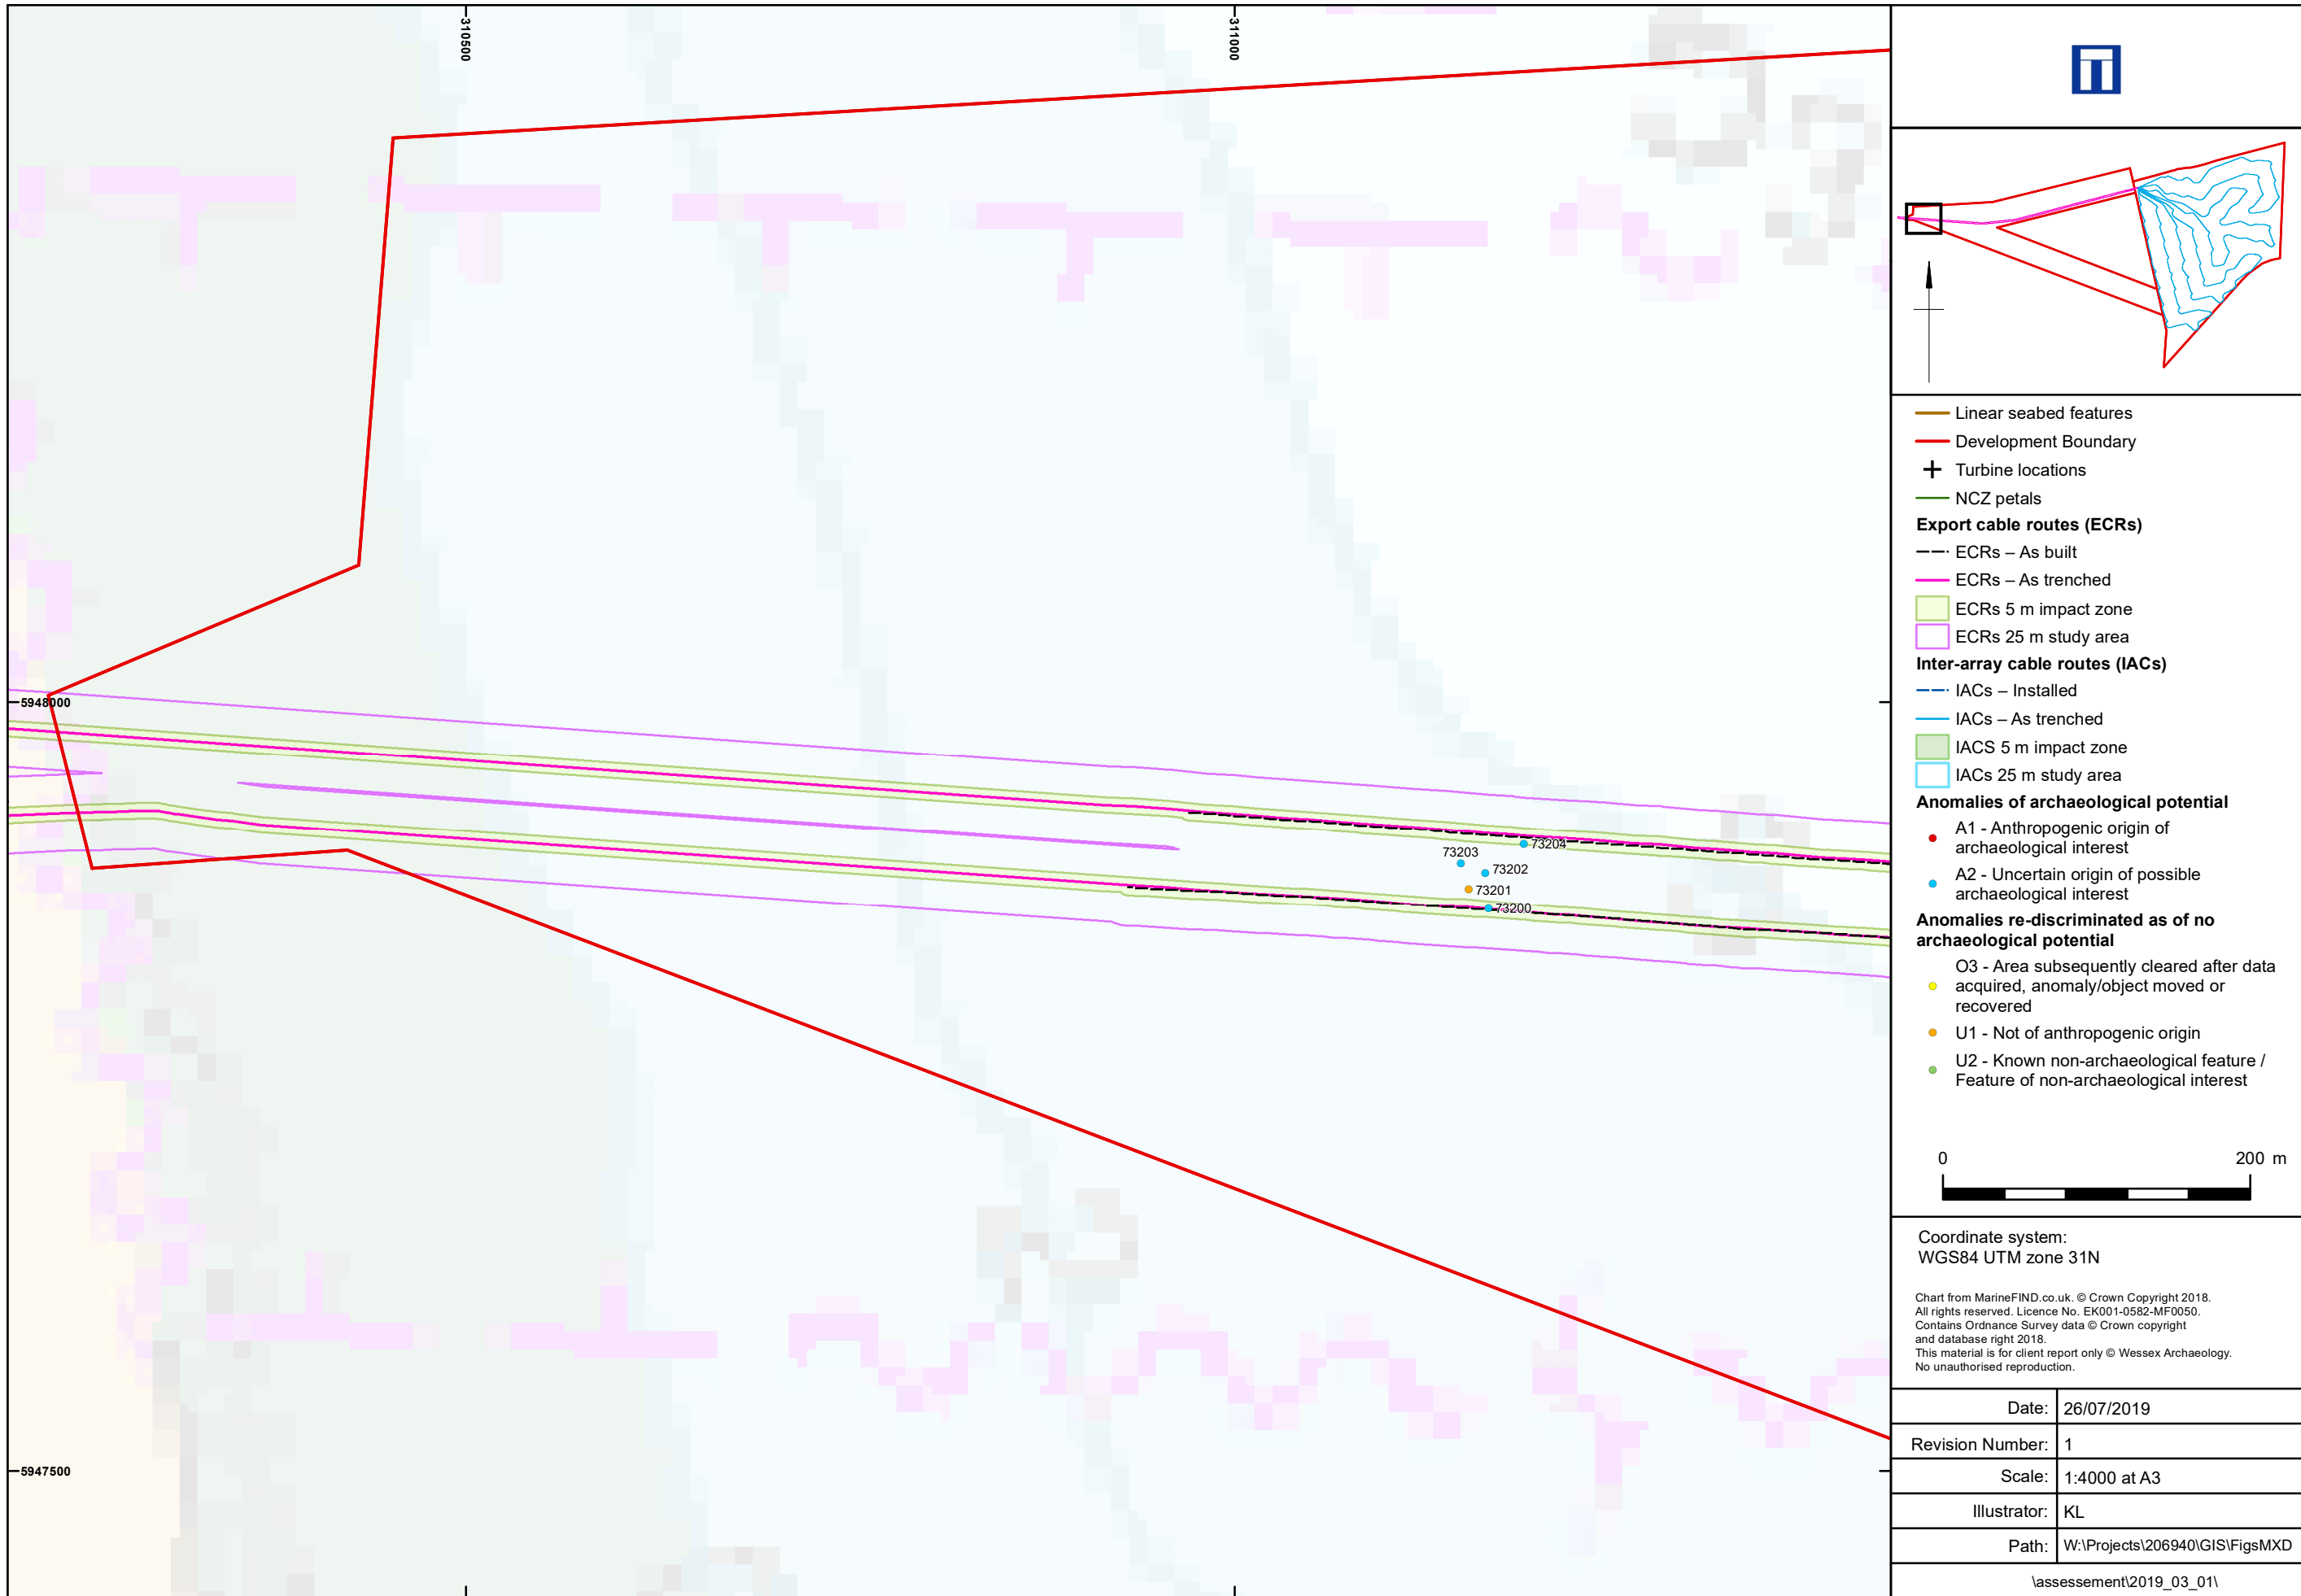 310500
311000
5948000
5947500
73203
73204
73202
73201
73200
Linear seabed features
Development Boundary
Turbine locations
NCZ petals
Export cable routes (ECRs)
ECRs – As built
ECRs – As trenched
ECRs 5 m impact zone
ECRs 25 m study area
Inter-array cable routes (IACs)
IACs – Installed
IACs – As trenched
IACS 5 m impact zone
IACs 25 m study area
Anomalies of archaeological potential
A1 - Anthropogenic origin of
archaeological interest
A2 - Uncertain origin of possible
archaeological interest
Anomalies re-discriminated as of no
archaeological potential
O3 - Area subsequently cleared after data
acquired, anomaly/object moved or
recovered
U1 - Not of anthropogenic origin
U2 - Known non-archaeological feature /
Feature of non-archaeological interest
0 200 m
Coordinate system:
WGS84 UTM zone 31N
Chart from MarineFIND.co.uk. © Crown Copyright 2018.
All rights reserved. Licence No. EK001-0582-MF0050.
Contains Ordnance Survey data © Crown copyright
and database right 2018.
This material is for client report only © Wessex Archaeology.
No unauthorised reproduction.
Date: 26/07/2019
Revision Number: 1
Scale: 1:4000 at A3
Illustrator: KL
Path: W:\Projects\206940\GIS\FigsMXD
\assessement\2019_03_01\